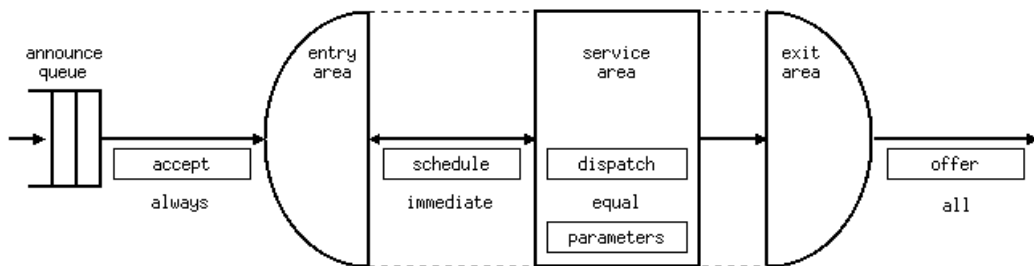 announce
queue
entry
area
service
area
exit
area
accept
schedule
dispatch
offer
always
immediate
equal
all
parameters